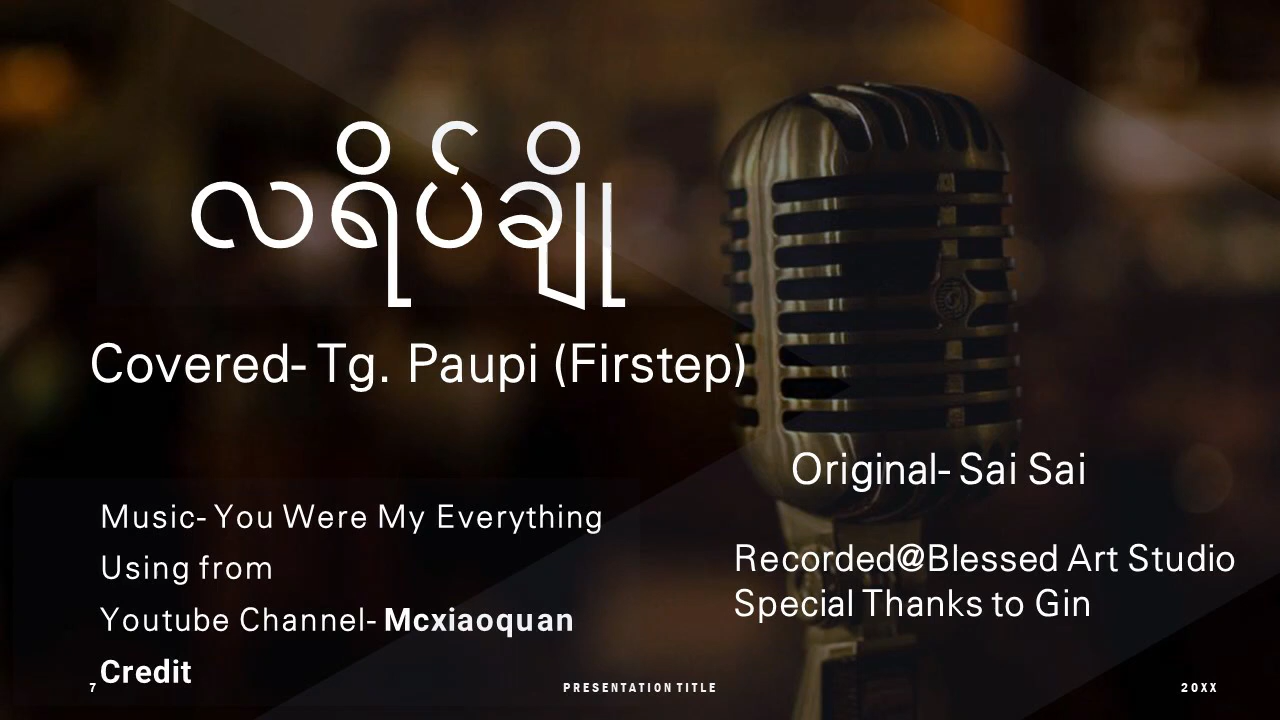 လရိပ်ချို
Covered- Tg. Paupi (Firstep)
Original- Sai Sai
Music- You Were My Everything
Using from
Youtube Channel- Mcxiaoquan
Credit
Recorded@Blessed Art Studio
Special Thanks to Gin
7
PRESENTATION TITLE
20XX